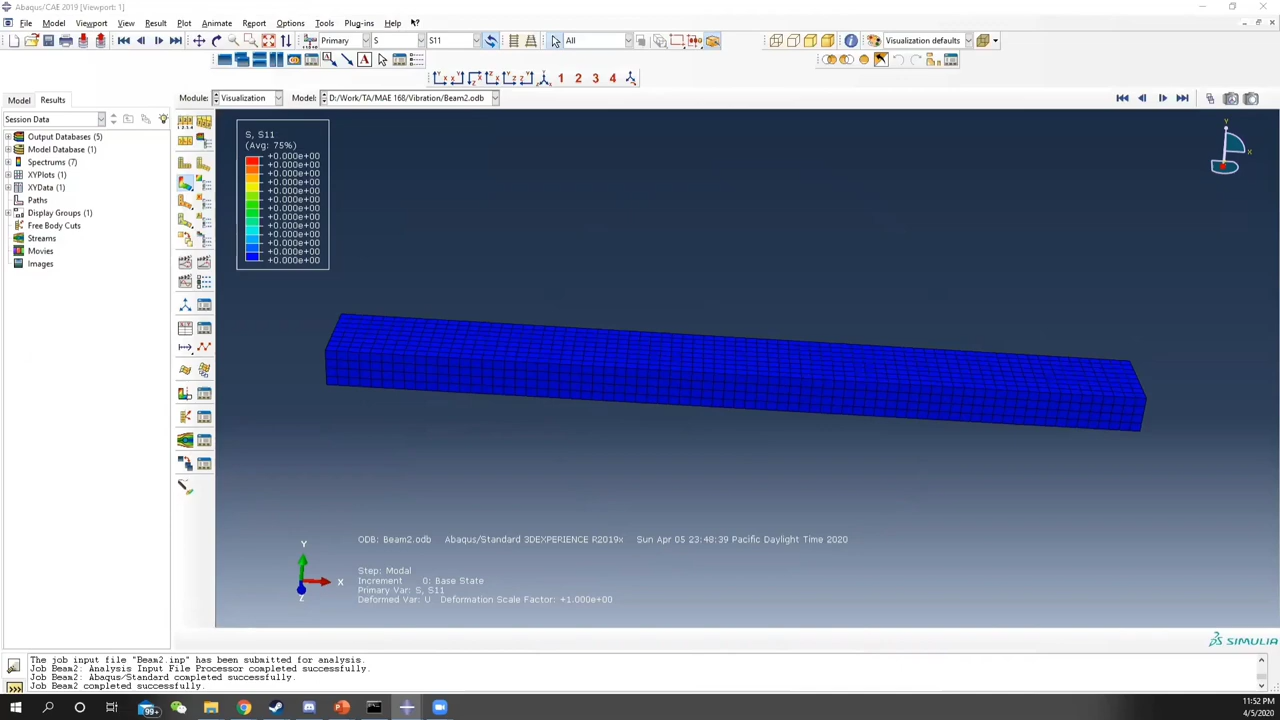 Abaqus/CAE 2019 [Viewport: 1]
File Model Viewport View Result Plot Animate Report Options Tools Plug-ins Help
Primary S S11 All Visualization defaults
1 2 3 4
Model Results Module: Visualization Model: D:/Work/TA/MAE 168/Vibration/Beam2.odb
Session Data
Output Databases (5)
Model Database (1)
Spectrums (7)
XYPlots (1)
XYData (1)
Paths
Display Groups (1)
Free Body Cuts
Streams
Movies
Images
S, S11
(Avg: 75%)
+0.000e+00
+0.000e+00
+0.000e+00
+0.000e+00
+0.000e+00
+0.000e+00
+0.000e+00
+0.000e+00
+0.000e+00
+0.000e+00
+0.000e+00
+0.000e+00
+0.000e+00
Y
X
Y
X
Z
ODB: Beam2.odb Abaqus/Standard 3DEXPERIENCE R2019x Sun Apr 05 23:48:39 Pacific Daylight Time 2020
Step: Modal
Increment 0: Base State
Primary Var: S, S11
Deformed Var: U Deformation Scale Factor: +1.000e+00
SIMULIA
The job input file "Beam2.inp" has been submitted for analysis.
Job Beam2: Analysis Input File Processor completed successfully.
Job Beam2: Abaqus/Standard completed successfully.
Job Beam2 completed successfully.
99+
11:52 PM
4/5/2020